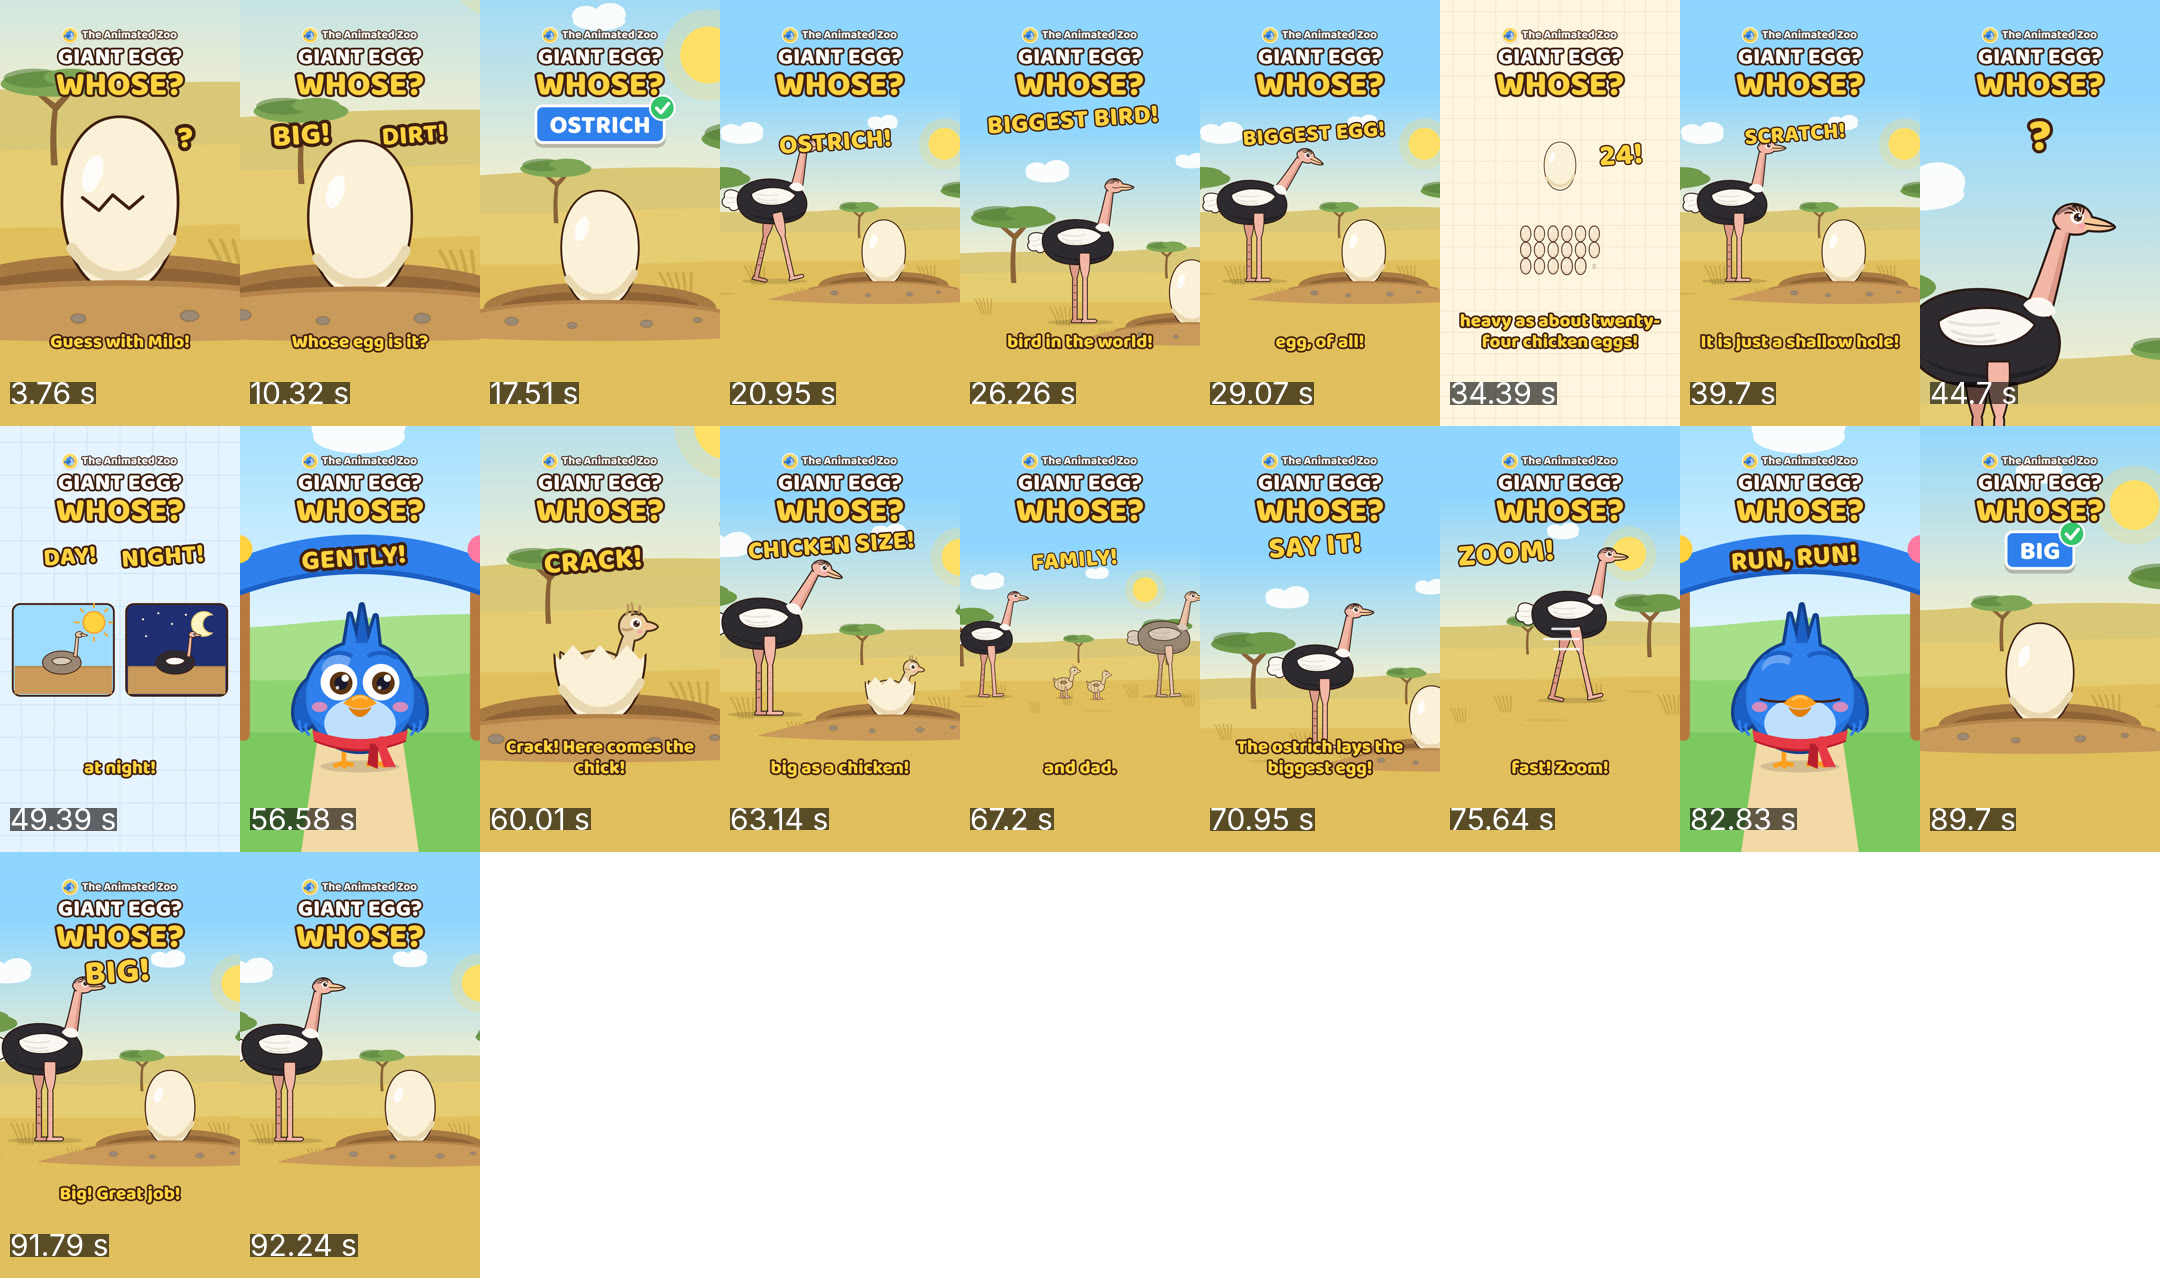 The Animated Zoo
GIANT EGG?
WHOSE?
?
Guess with Milo!
3.76 s
The Animated Zoo
GIANT EGG?
WHOSE?
BIG! DIRT!
Whose egg is it?
10.32 s
The Animated Zoo
GIANT EGG?
WHOSE?
OSTRICH
17.51 s
The Animated Zoo
GIANT EGG?
WHOSE?
OSTRICH!
20.95 s
The Animated Zoo
GIANT EGG?
WHOSE?
BIGGEST BIRD!
bird in the world!
26.26 s
The Animated Zoo
GIANT EGG?
WHOSE?
BIGGEST EGG!
egg, of all!
29.07 s
The Animated Zoo
GIANT EGG?
WHOSE?
24!
heavy as about twenty-
four chicken eggs!
34.39 s
The Animated Zoo
GIANT EGG?
WHOSE?
SCRATCH!
It is just a shallow hole!
39.7 s
The Animated Zoo
GIANT EGG?
WHOSE?
?
44.7 s
The Animated Zoo
GIANT EGG?
WHOSE?
DAY! NIGHT!
at night!
49.39 s
The Animated Zoo
GIANT EGG?
WHOSE?
GENTLY!
56.58 s
The Animated Zoo
GIANT EGG?
WHOSE?
CRACK!
Crack! Here comes the
chick!
60.01 s
The Animated Zoo
GIANT EGG?
WHOSE?
CHICKEN SIZE!
big as a chicken!
63.14 s
The Animated Zoo
GIANT EGG?
WHOSE?
FAMILY!
and dad.
67.2 s
The Animated Zoo
GIANT EGG?
WHOSE?
SAY IT!
The ostrich lays the
biggest egg!
70.95 s
The Animated Zoo
GIANT EGG?
WHOSE?
ZOOM!
fast! Zoom!
75.64 s
The Animated Zoo
GIANT EGG?
WHOSE?
RUN, RUN!
82.83 s
The Animated Zoo
GIANT EGG?
WHOSE?
BIG
89.7 s
The Animated Zoo
GIANT EGG?
WHOSE?
BIG!
Big! Great job!
91.79 s
The Animated Zoo
GIANT EGG?
WHOSE?
92.24 s